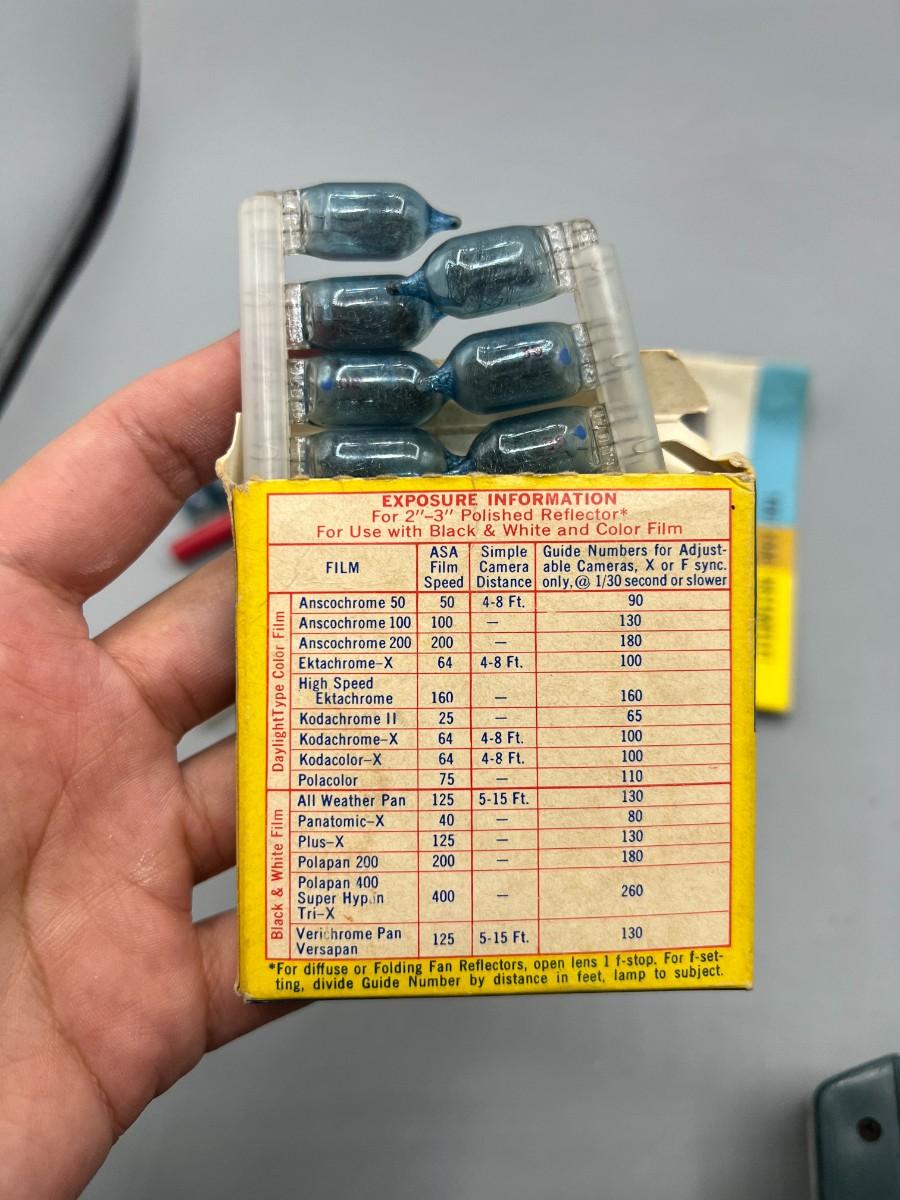 EXPOSURE INFORMATION
For 2"–3" Polished Reflector*
For Use with Black & White and Color Film
FILM
ASA
Film
Speed
Simple
Camera
Distance
Guide Numbers for Adjust-
able Cameras, X or F sync.
only, @ 1/30 second or slower
Daylight Type Color Film
Anscochrome 50 50 4-8 Ft. 90
Anscochrome 100 100 — 130
Anscochrome 200 200 — 180
Ektachrome–X 64 4-8 Ft. 100
High Speed
Ektachrome 160 — 160
Kodachrome II 25 — 65
Kodachrome–X 64 4-8 Ft. 100
Kodacolor–X 64 4-8 Ft. 100
Polacolor 75 — 110
Black & White Film
All Weather Pan 125 5-15 Ft. 130
Panatomic–X 40 — 80
Plus–X 125 — 130
Polapan 200 200 — 180
Polapan 400
Super Hypan 400 — 260
Tri–X
Verichrome Pan
Versapan 125 5-15 Ft. 130
*For diffuse or Folding Fan Reflectors, open lens 1 f-stop. For f-set-
ting, divide Guide Number by distance in feet, lamp to subject.